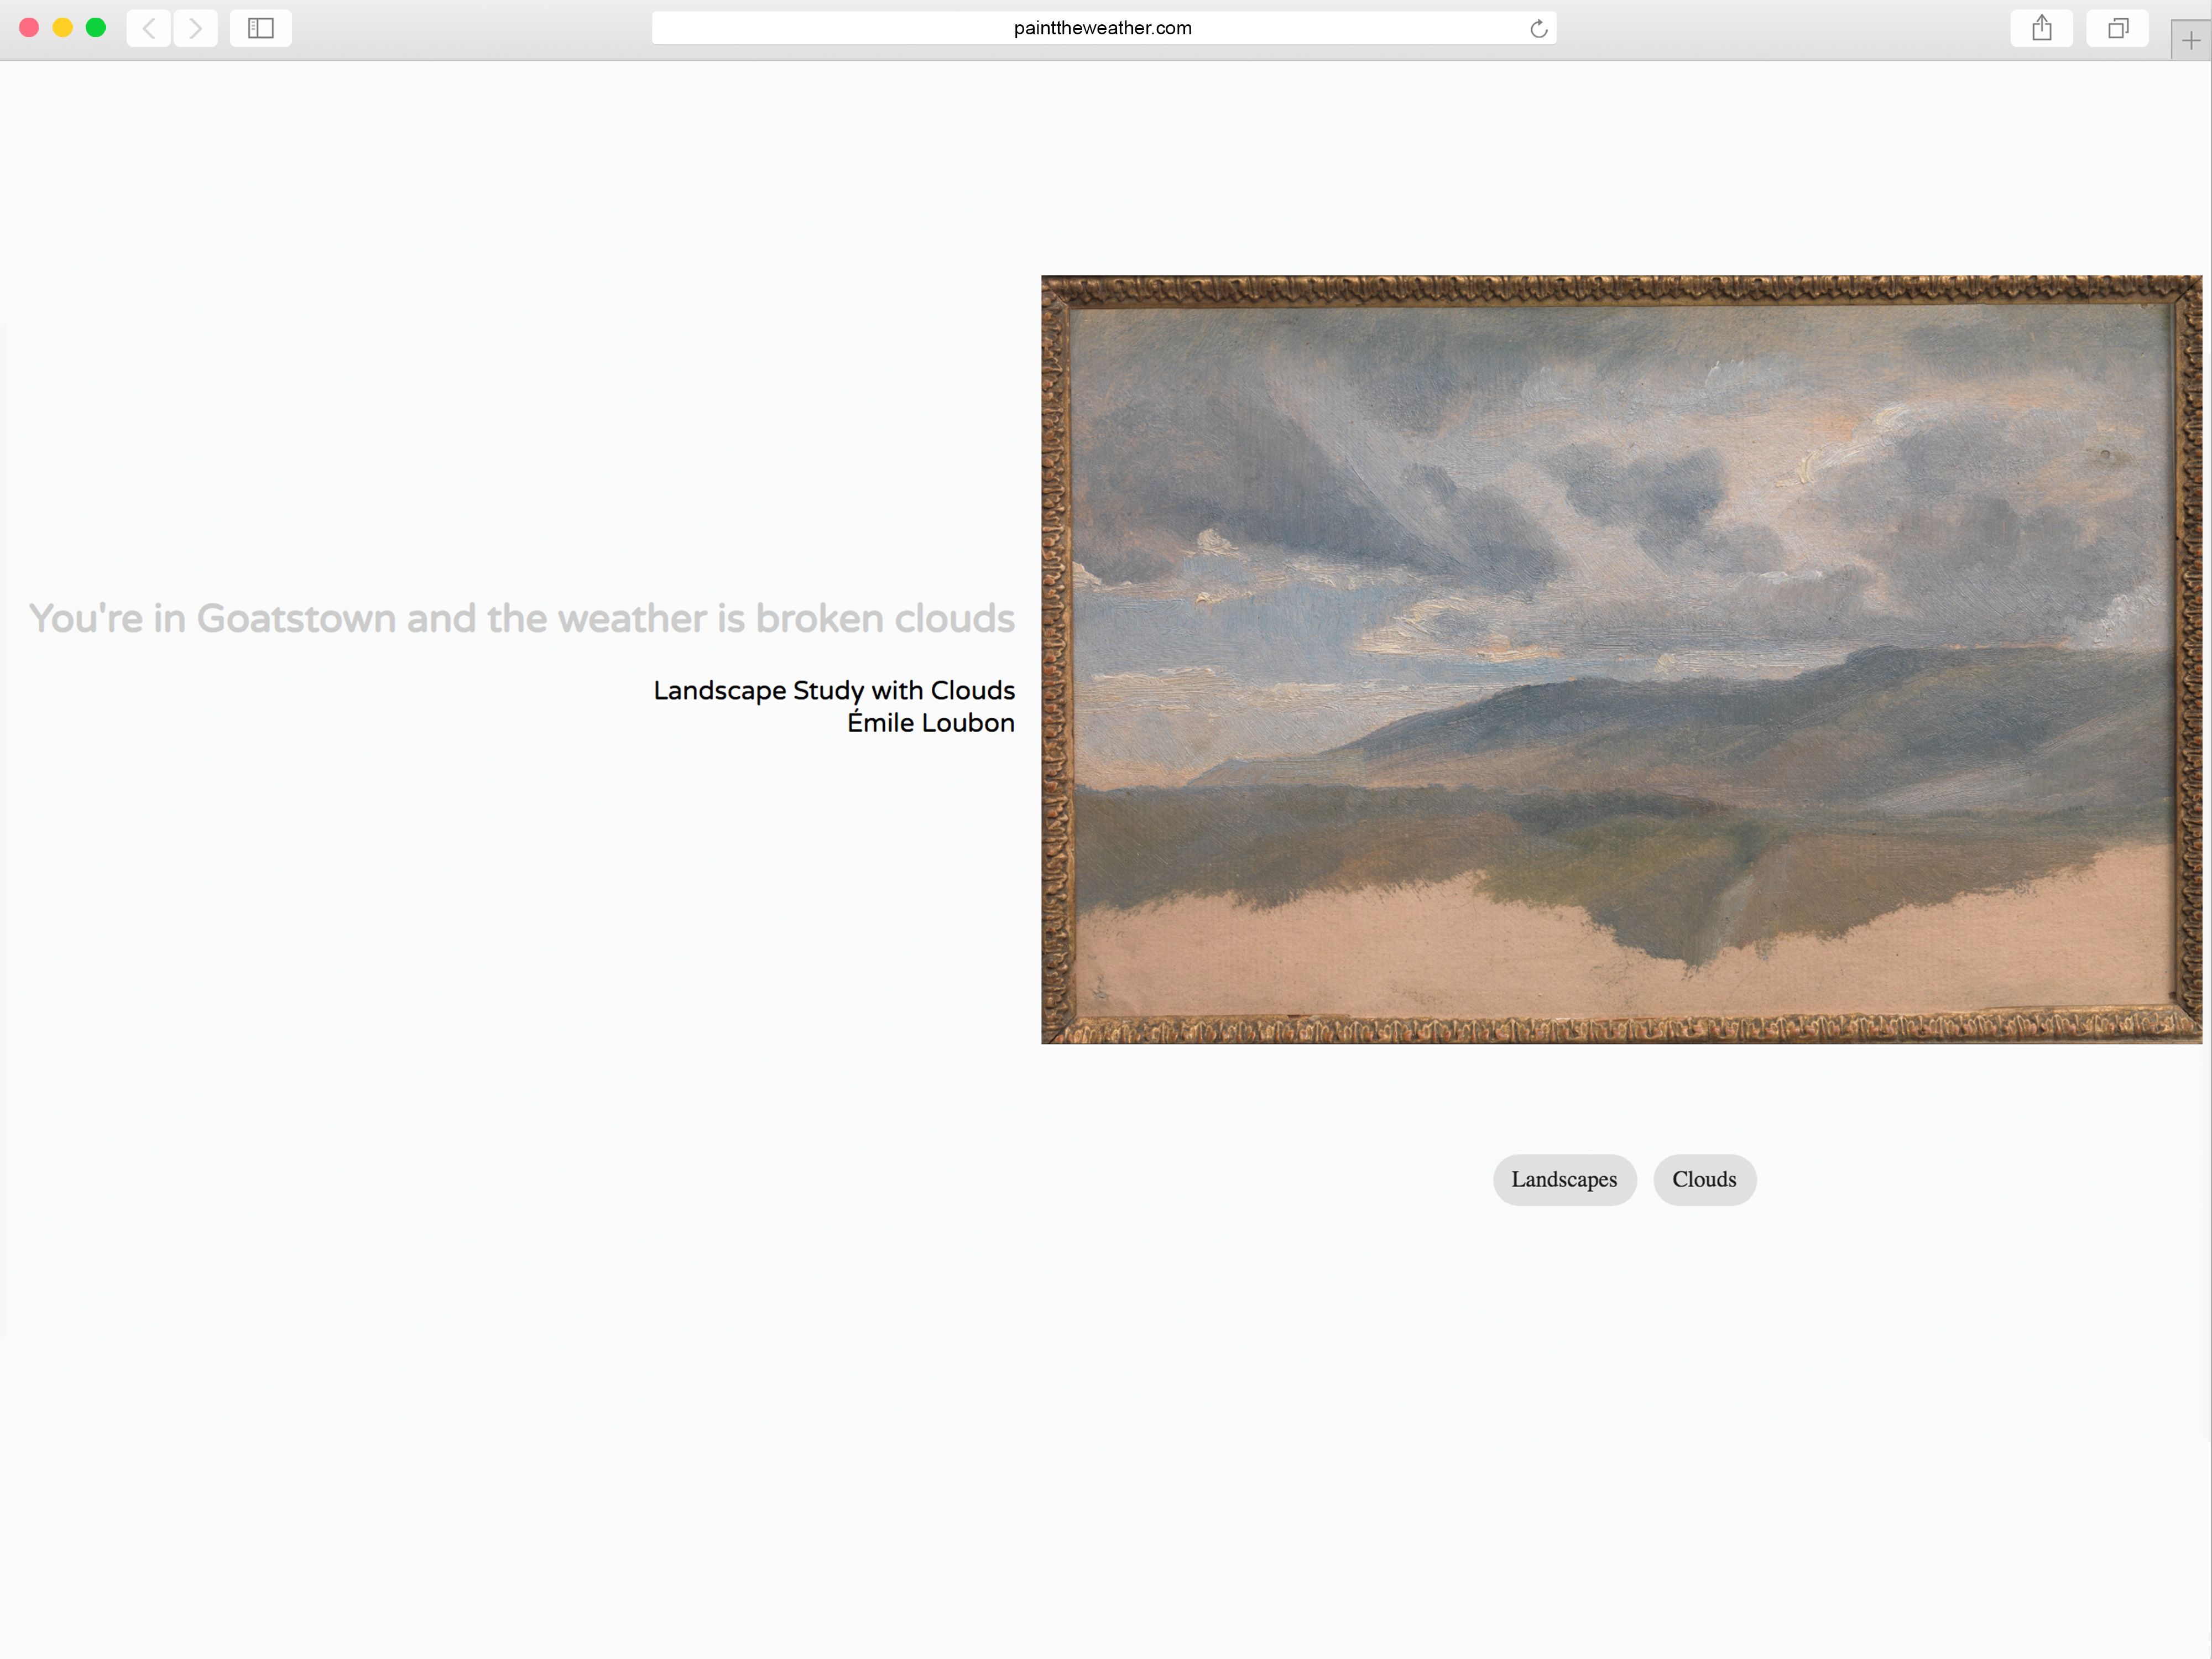 painttheweather.com
You're in Goatstown and the weather is broken clouds
Landscape Study with Clouds
Émile Loubon
Landscapes
Clouds